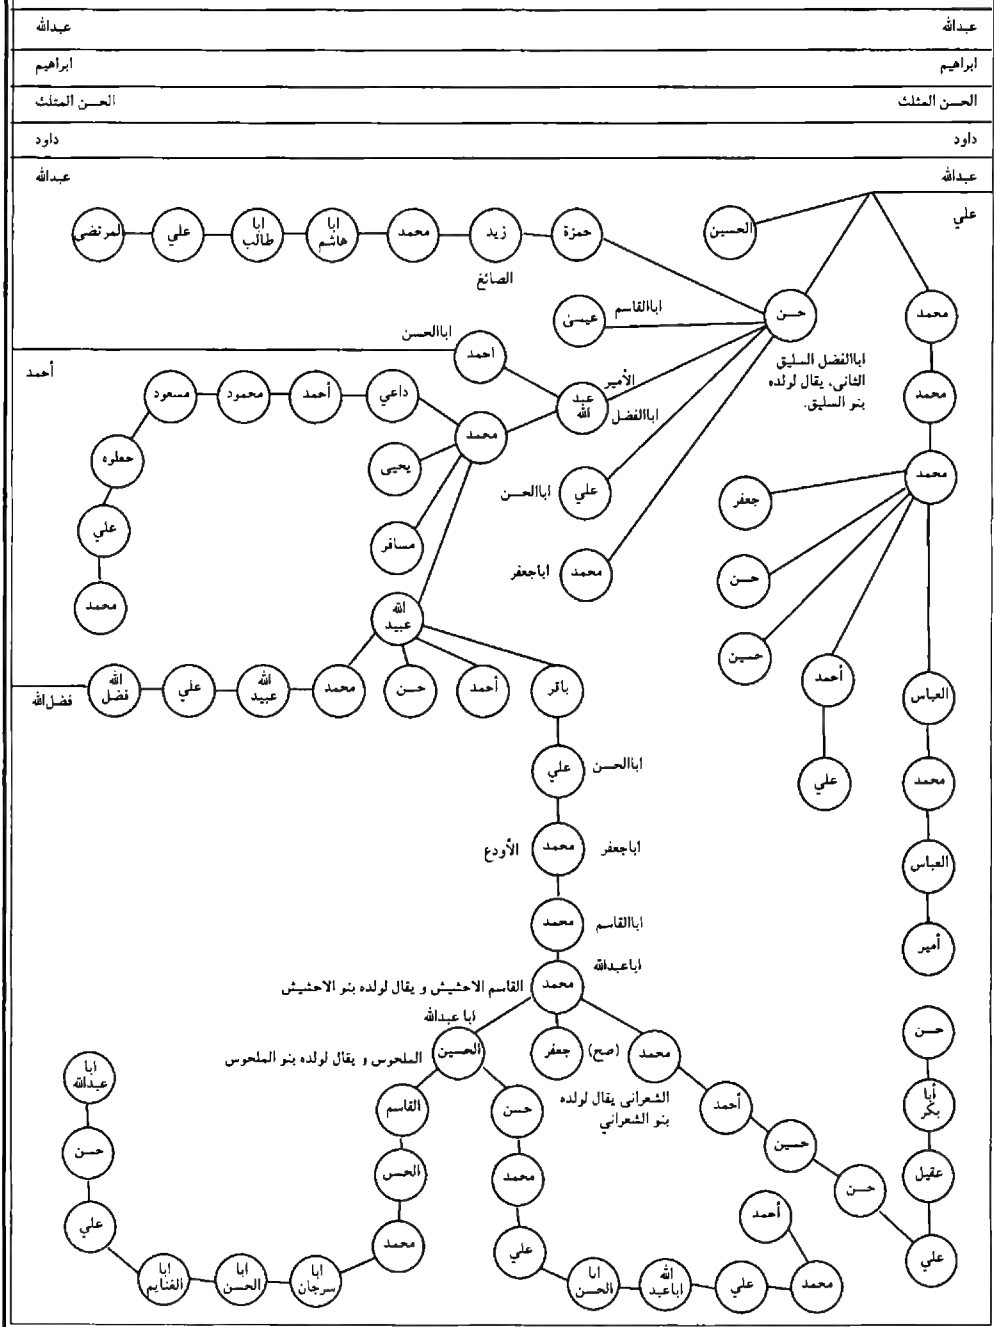 عبدالله
عبدالله
ابراهيم
ابراهيم
الحسن المثلث
الحسن المثلث
داود
داود
عبدالله
عبدالله
علي
الحسين
حمزة
زيد
الصائغ
محمد
ابا
هاشم
ابا
طالب
علي
المرتضى
محمد
حسن
اباالفضل السليق
الثانى، يقال لولده
بنو السليق.
اباالقاسم
عيسى
اباالحسن
احمد
أحمد
الأمير
عبد
الله
اباالفضل
محمد
داعي
أحمد
محمود
مسعود
يحيى
مسافر
علي
محمد
علي
اباالحسن
محمد
اباجعفر
محمد
محمد
جعفر
حسن
حسين
أحمد
علي
العباس
محمد
العباس
أمير
الله
عبيد
باقر
أحمد
حسن
محمد
الله
عبيد
علي
الله
فضل
فضل‌الله
اباالحسن
علي
اباجعفر
محمد
الأودع
اباالقاسم
محمد
اباعبدالله
محمد
القاسم الاحشيش و يقال لولده بنو الاحشيش
ابا عبدالله
الحسين
الملحوس و يقال لولده بنو الملحوس
جعفر
(صح)
محمد
الشعرانى يقال لولده
بنو الشعراني
أحمد
حسين
حسن
علي
عقيل
أبا
بكر
حسن
القاسم
الحسن
محمد
ابا
سرجان
ابا
الحسن
ابا
الغنايم
علي
حسن
ابا
عبدالله
حسن
محمد
علي
ابا
الحسن
الله
اباعبد
علي
محمد
أحمد